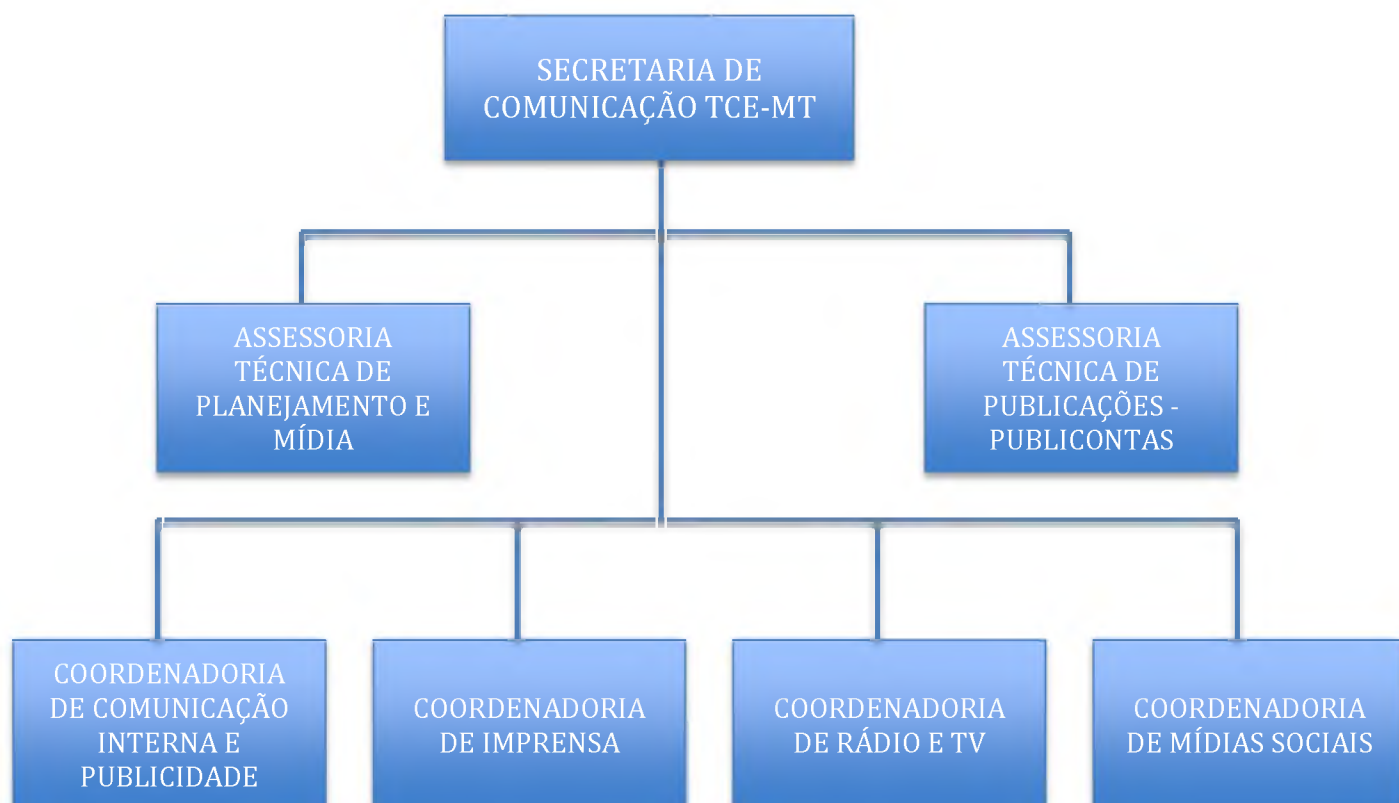 SECRETARIA DE
COMUNICAÇÃO TCE-MT
ASSESSORIA
TÉCNICA DE
PLANEJAMENTO E
MÍDIA
ASSESSORIA
TÉCNICA DE
PUBLICAÇÕES -
PUBLICONTAS
COORDENADORIA
DE COMUNICAÇÃO
INTERNA E
PUBLICIDADE
COORDENADORIA
DE IMPRENSA
COORDENADORIA
DE RÁDIO E TV
COORDENADORIA
DE MÍDIAS SOCIAIS